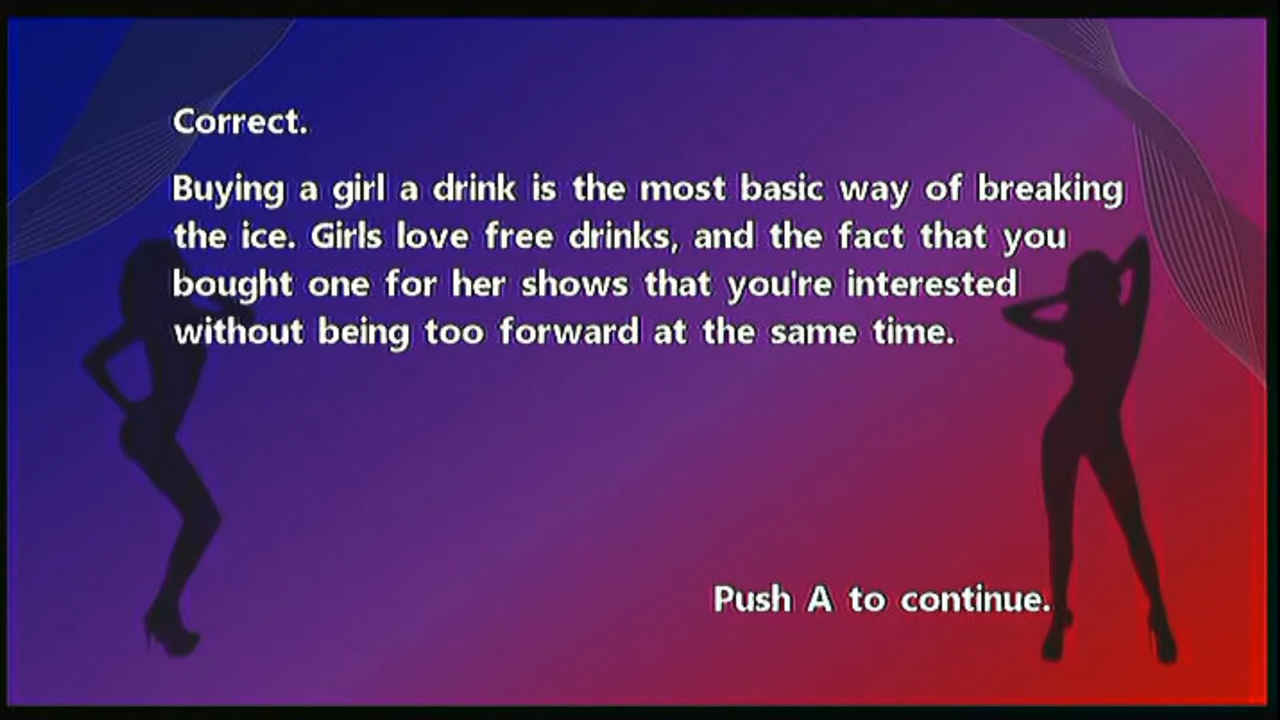 Correct.
Buying a girl a drink is the most basic way of breaking
the ice. Girls love free drinks, and the fact that you
bought one for her shows that you're interested
without being too forward at the same time.
Push A to continue.